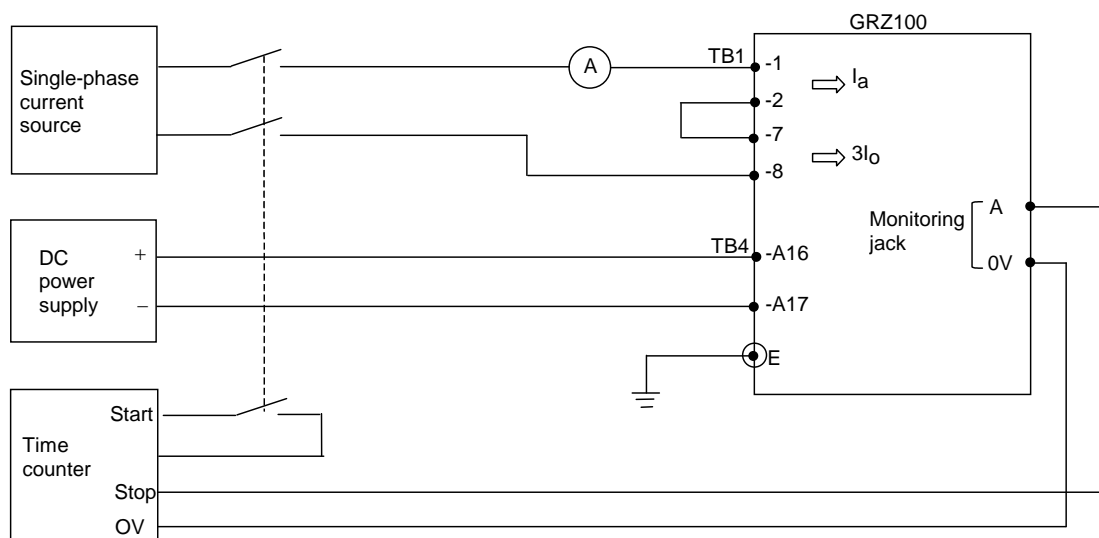 GRZ100
Single-phase
current
source
A
TB1
-1
Ia
-2
-7
3Io
-8
Monitoring
jack
A
0V
DC
power
supply
+
−
TB4
-A16
-A17
E
Time
counter
Start
Stop
OV